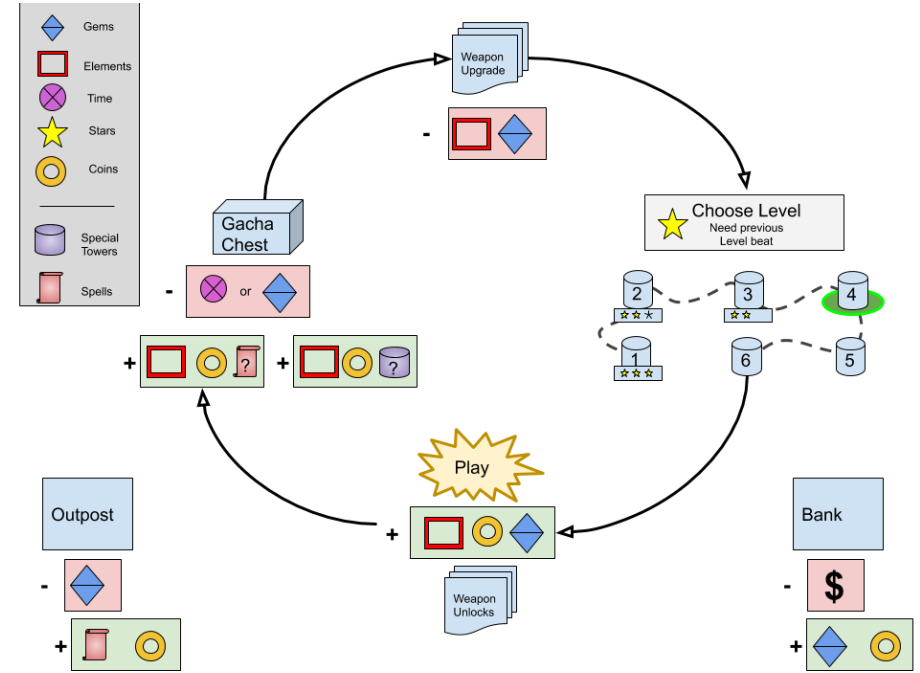 Gems
Elements
Time
Stars
Coins
Special
Towers
Spells
Weapon
Upgrade
-
Gacha
Chest
- or
+ ? + ?
Choose Level
Need previous
Level beat
2 3 4
1 6 5
Play
+
Weapon
Unlocks
Outpost
-
+
Bank
- $
+